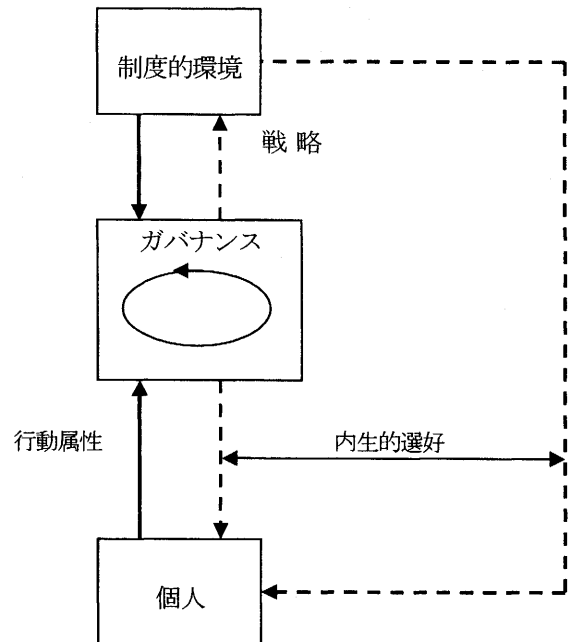 制度的環境
戦略
ガバナンス
行動属性
内生的選好
個人